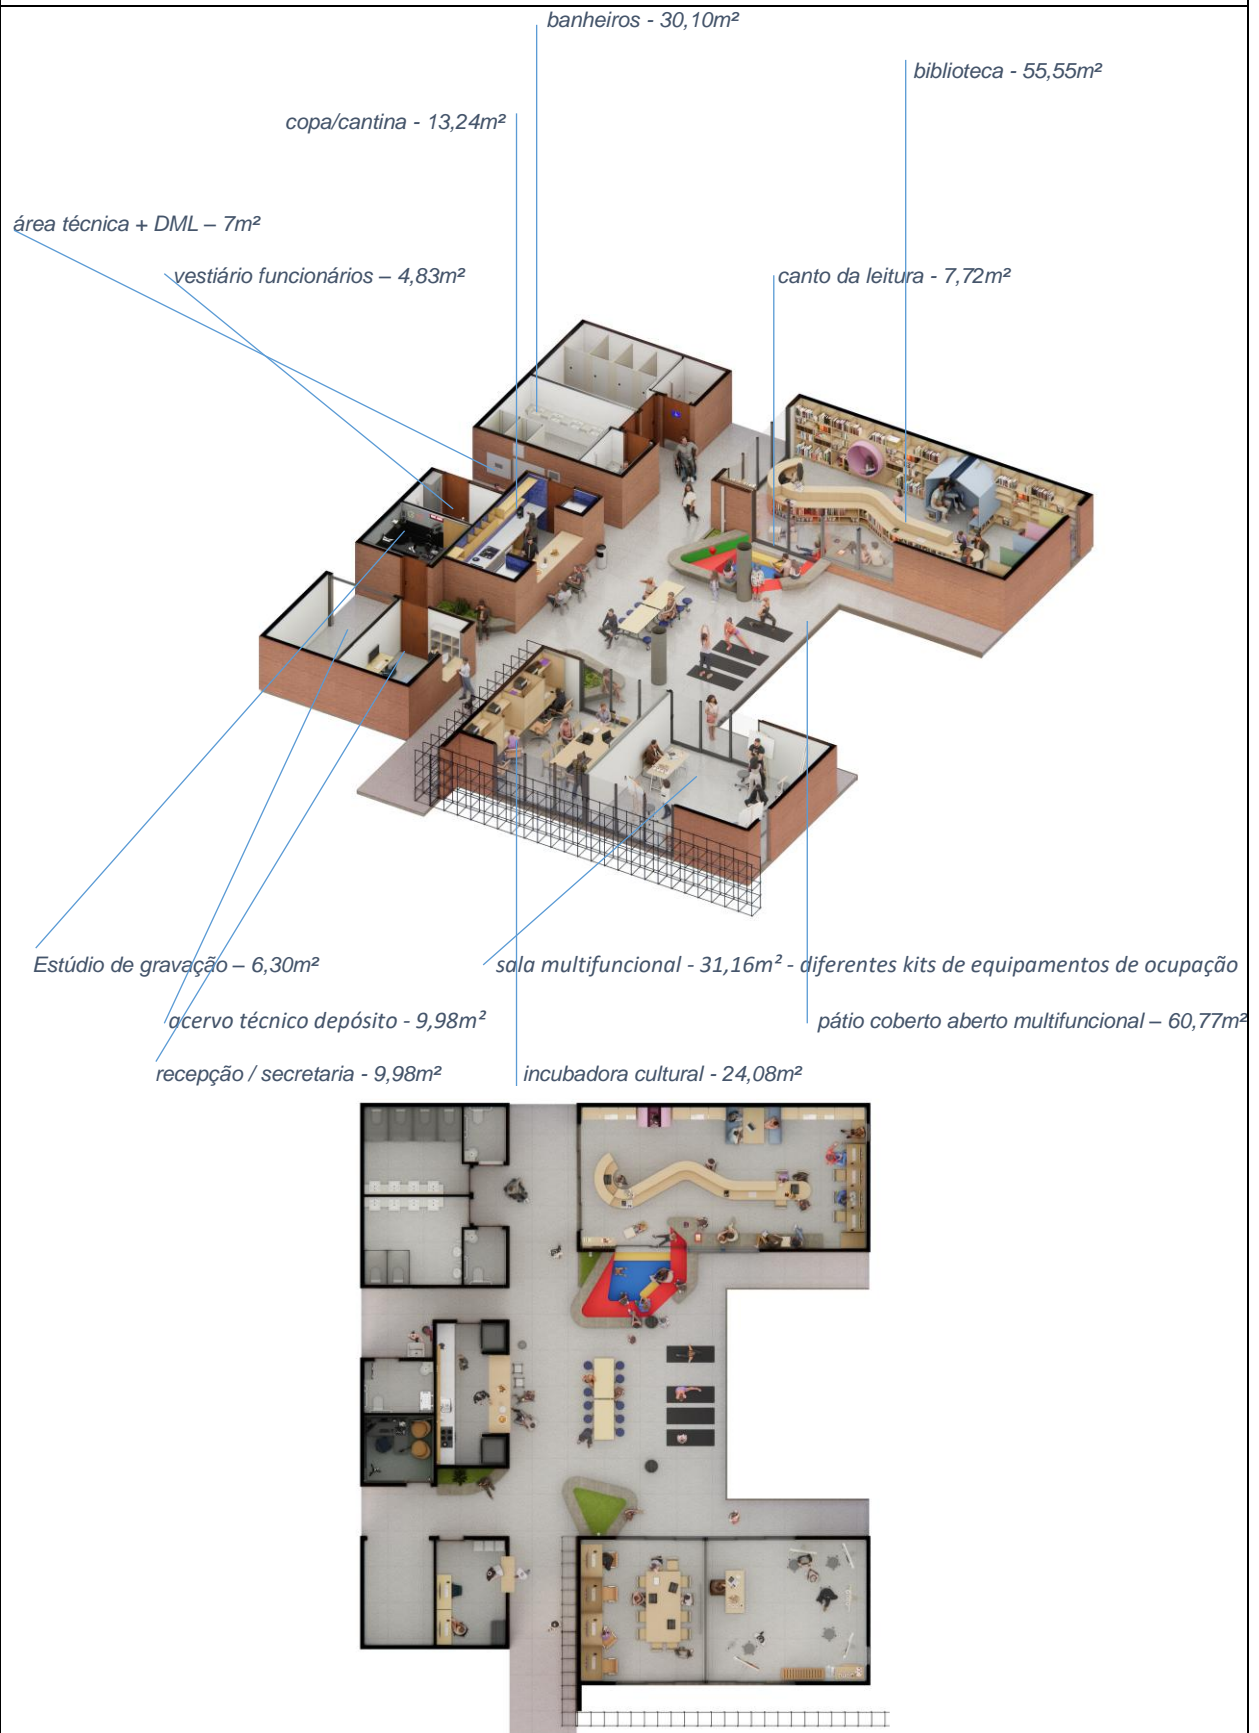 banheiros - 30,10m²
biblioteca - 55,55m²
copa/cantina - 13,24m²
área técnica + DML – 7m²
vestiário funcionários – 4,83m²
canto da leitura - 7,72m²
Estúdio de gravação – 6,30m²
sala multifuncional - 31,16m² - diferentes kits de equipamentos de ocupação
acervo técnico depósito - 9,98m²
pátio coberto aberto multifuncional – 60,77m²
recepção / secretaria - 9,98m²
incubadora cultural - 24,08m²